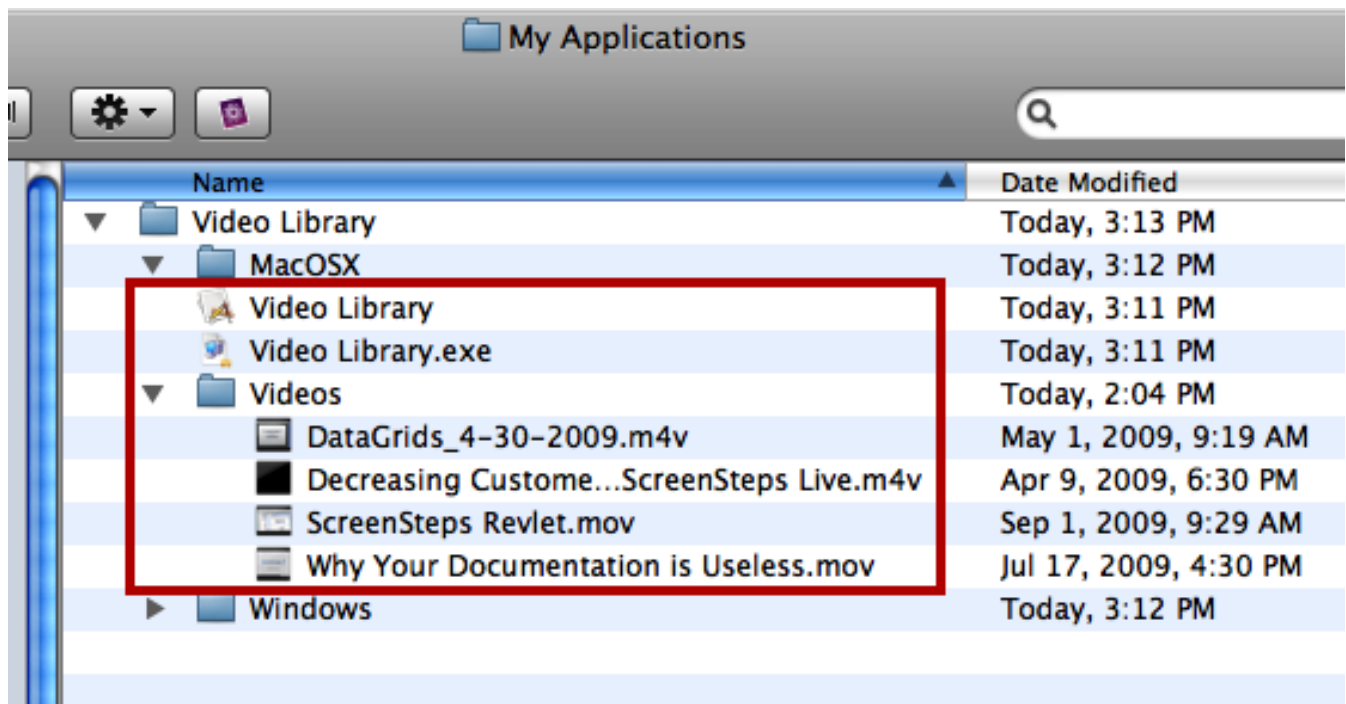 My Applications
Name Date Modified
Video Library Today, 3:13 PM
MacOSX Today, 3:12 PM
Video Library Today, 3:11 PM
Video Library.exe Today, 3:11 PM
Videos Today, 2:04 PM
DataGrids_4-30-2009.m4v May 1, 2009, 9:19 AM
Decreasing Custome...ScreenSteps Live.m4v Apr 9, 2009, 6:30 PM
ScreenSteps Revlet.mov Sep 1, 2009, 9:29 AM
Why Your Documentation is Useless.mov Jul 17, 2009, 4:30 PM
Windows Today, 3:12 PM